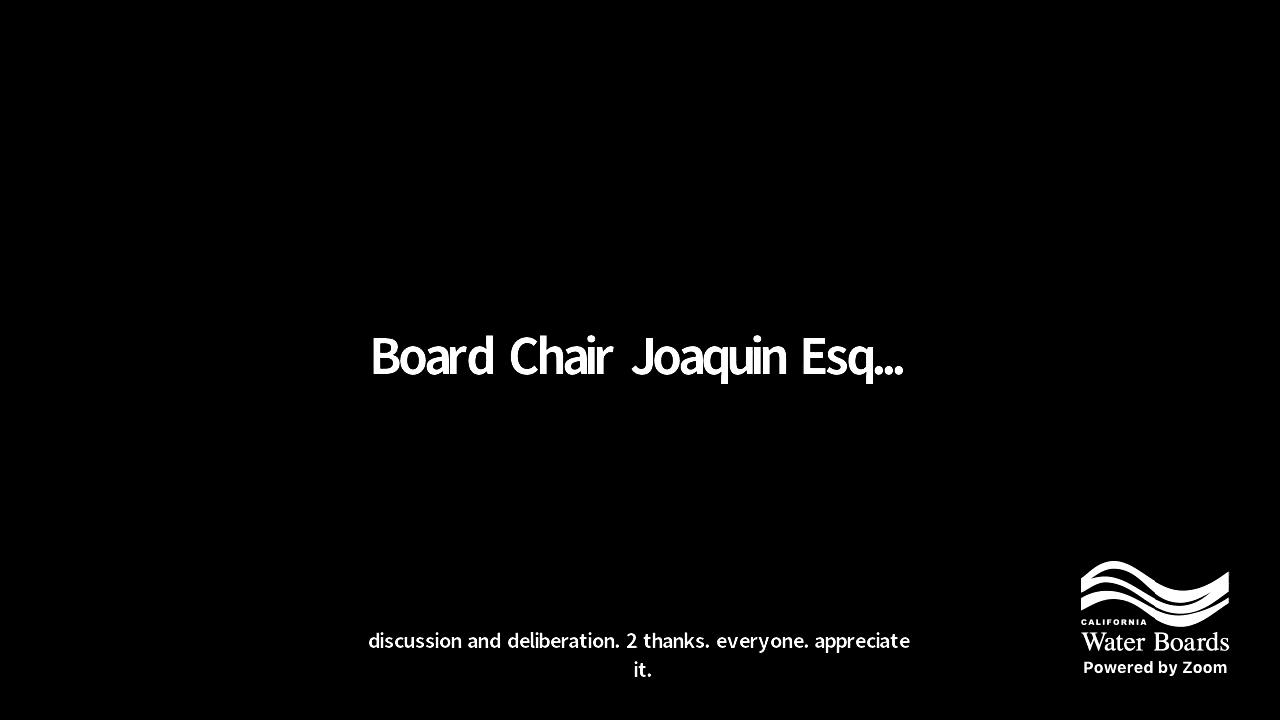 Board Chair Joaquin Esq...
discussion and deliberation. 2 thanks. everyone. appreciate
it.
CALIFORNIA
Water Boards
Powered by Zoom